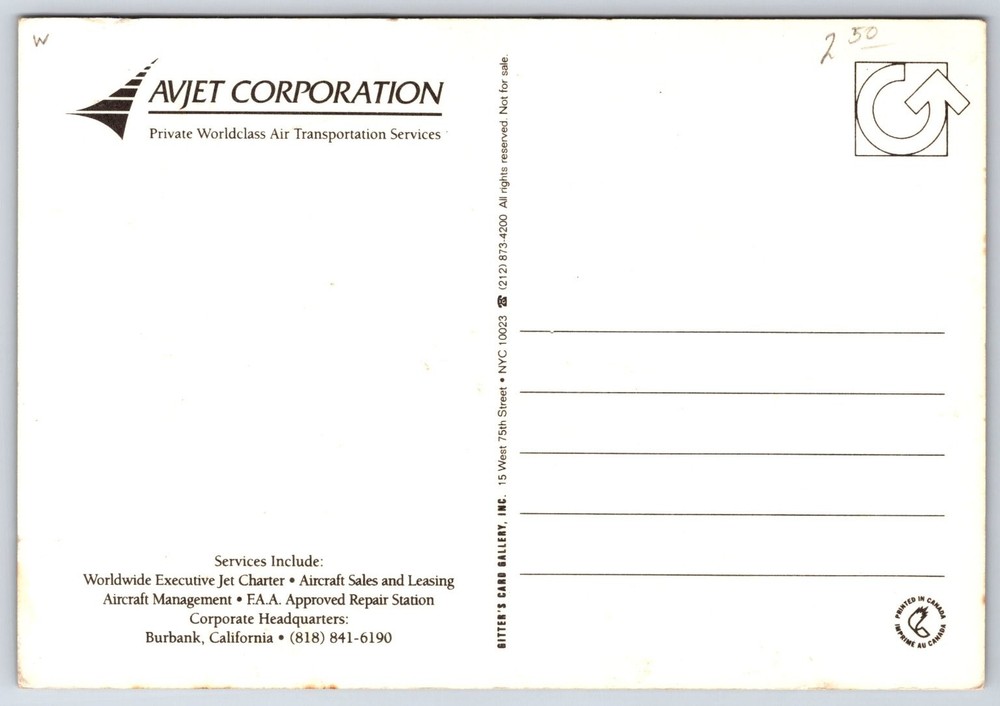 W
AVJET CORPORATION
Private Worldclass Air Transportation Services
Services Include:
Worldwide Executive Jet Charter • Aircraft Sales and Leasing
Aircraft Management • F.A.A. Approved Repair Station
Corporate Headquarters:
Burbank, California • (818) 841-6190
GITTER'S CARD GALLERY, INC. 15 West 75th Street • NYC 10023 ☎ (212) 873-4200 All rights reserved. Not for sale.
2 50
PRINTED IN CANADA
IMPRIMÉ AU CANADA